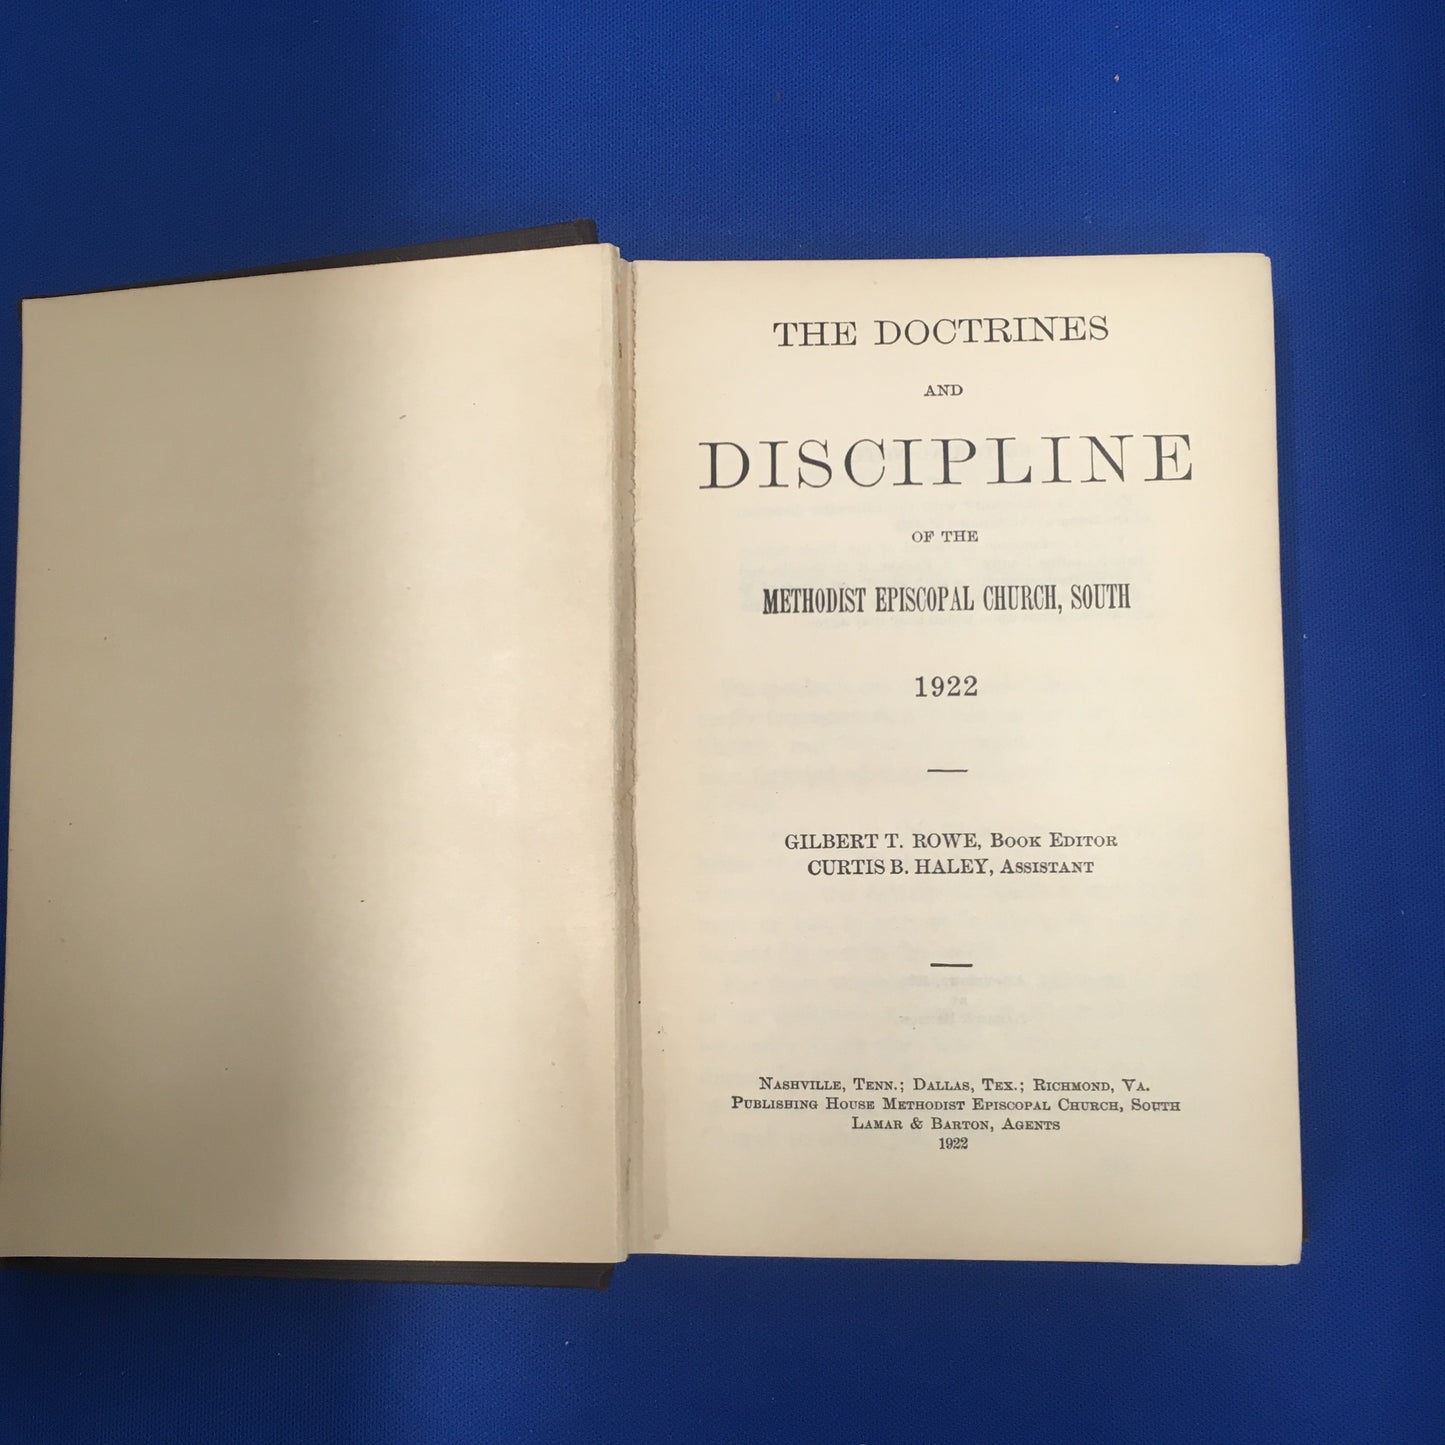 THE DOCTRINES
AND
DISCIPLINE
OF THE
METHODIST EPISCOPAL CHURCH, SOUTH
1922
GILBERT T. ROWE, BOOK EDITOR
CURTIS B. HALEY, ASSISTANT
NASHVILLE, TENN.; DALLAS, TEX.; RICHMOND, VA.
PUBLISHING HOUSE METHODIST EPISCOPAL CHURCH, SOUTH
LAMAR & BARTON, AGENTS
1922